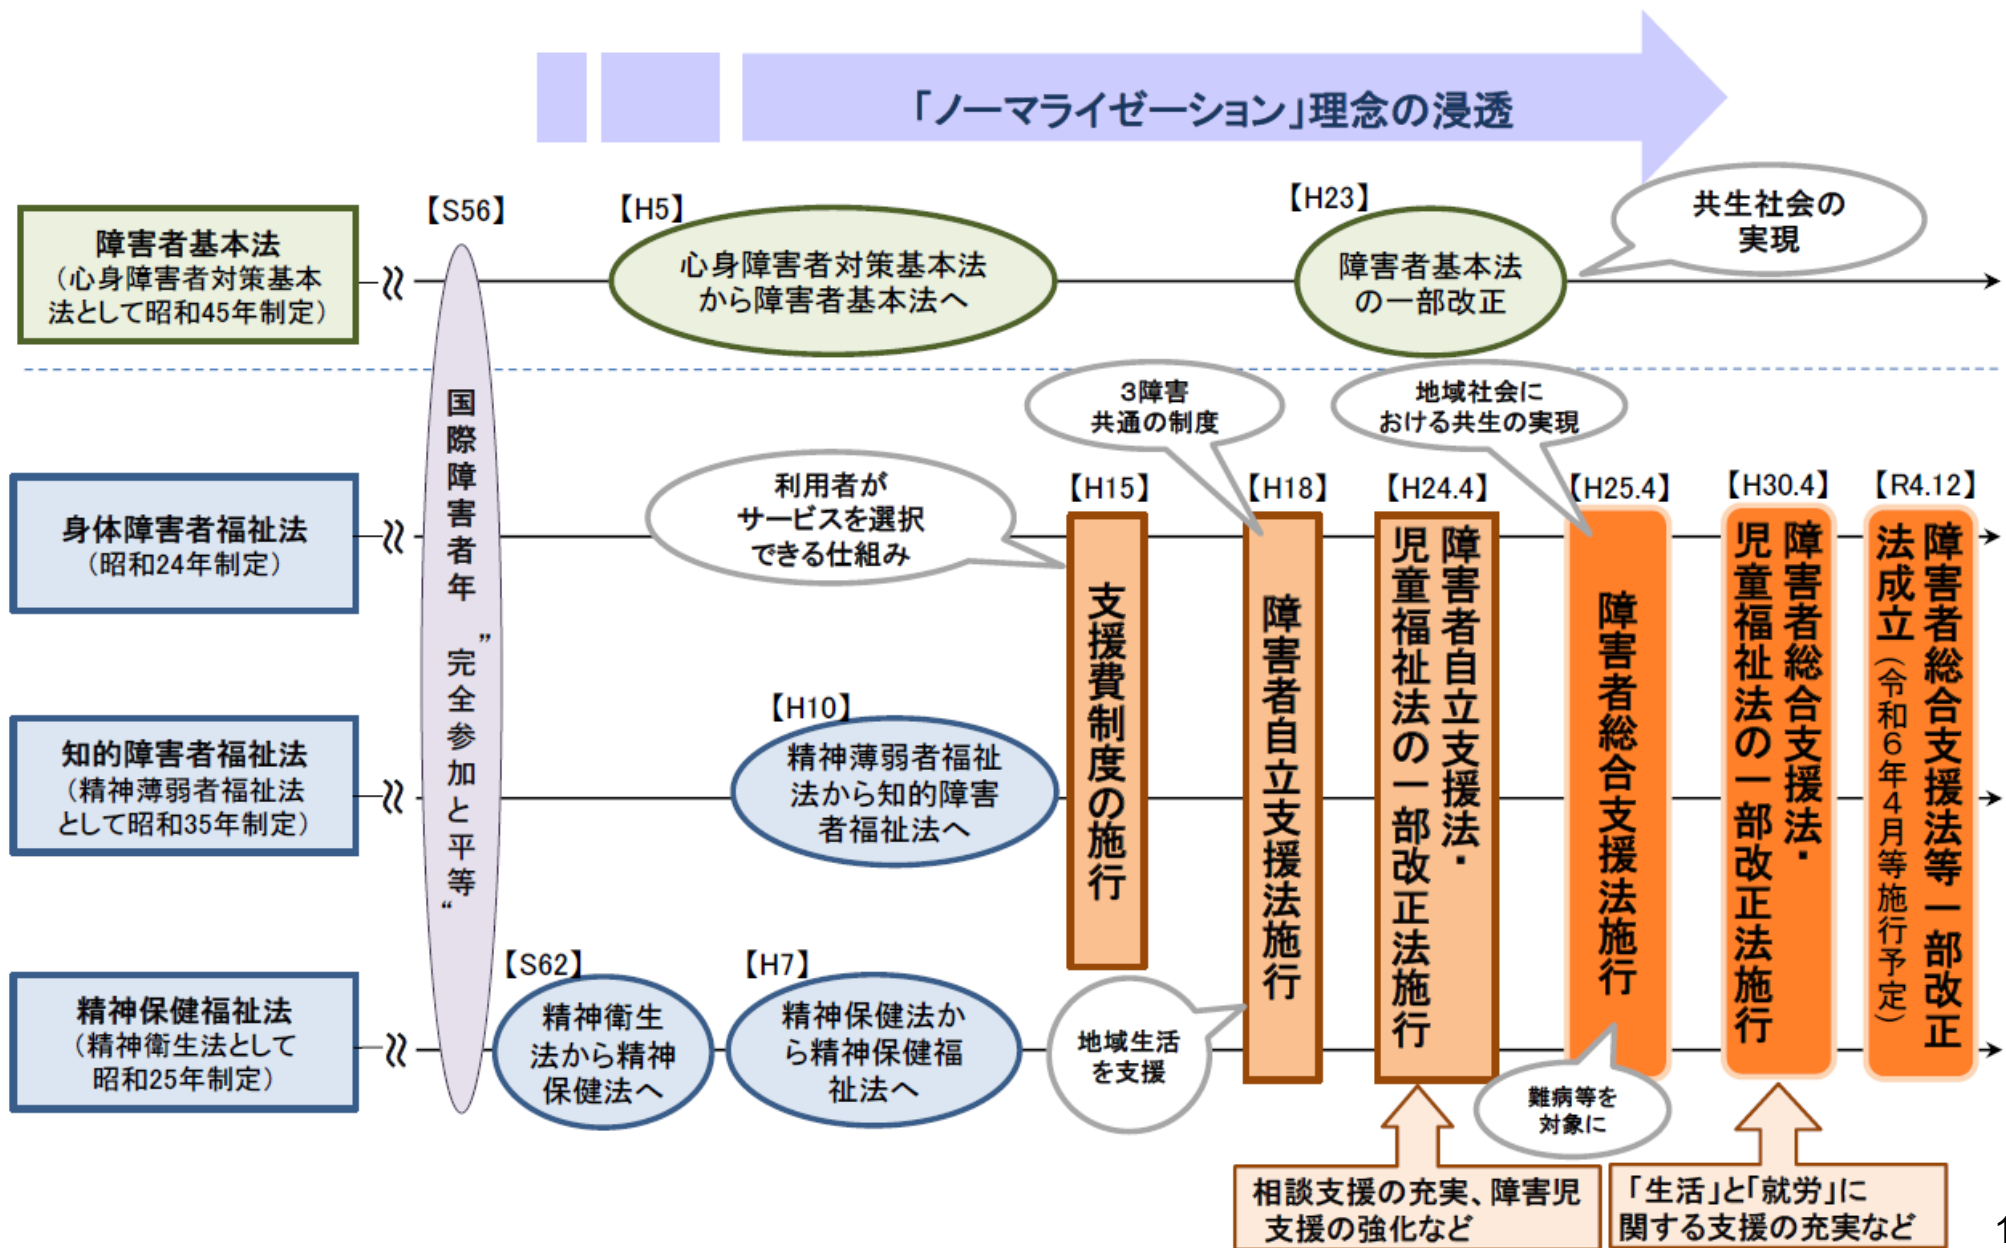 「ノーマライゼーション」理念の浸透
障害者基本法
（心身障害者対策基本
法として昭和45年制定）
【S56】
【H5】
心身障害者対策基本法
から障害者基本法へ
【H23】
障害者基本法
の一部改正
共生社会の
実現
国際障害者年 ”完全参加と平等“
身体障害者福祉法
（昭和24年制定）
利用者が
サービスを選択
できる仕組み
3障害
共通の制度
地域社会に
おける共生の実現
【H15】
支援費制度の施行
【H18】
障害者自立支援法施行
【H24.4】
障害者自立支援法・
児童福祉法の一部改正法施行
【H25.4】
障害者総合支援法施行
【H30.4】
障害者総合支援法・
児童福祉法の一部改正法施行
【R4.12】
障害者総合支援法等一部改正
法成立（令和6年4月等施行予定）
知的障害者福祉法
（精神薄弱者福祉法
として昭和35年制定）
【H10】
精神薄弱者福祉
法から知的障害
者福祉法へ
精神保健福祉法
（精神衛生法として
昭和25年制定）
【S62】
精神衛生
法から精神
保健法へ
【H7】
精神保健法か
ら精神保健福
祉法へ
地域生活
を支援
難病等を
対象に
相談支援の充実、障害児
支援の強化など
「生活」と「就労」に
関する支援の充実など
1